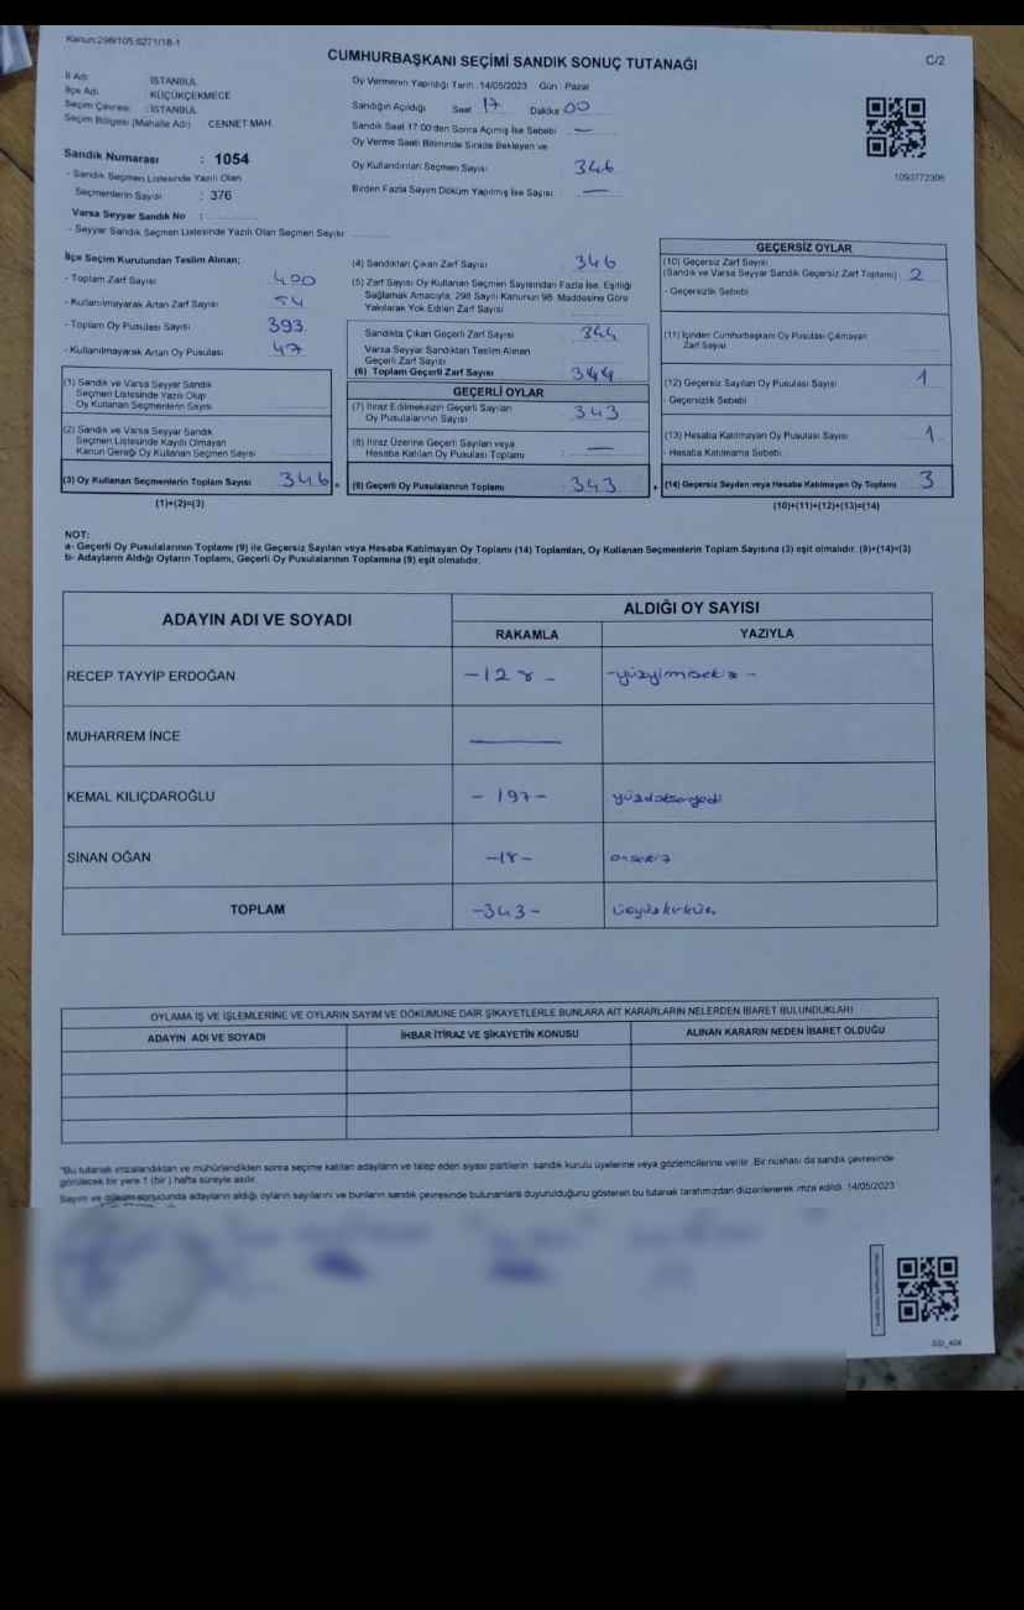 Kanun:298/105,6271/18-1
CUMHURBAŞKANI SEÇİMİ SANDIK SONUÇ TUTANAĞI
C/2
İl Adı : İSTANBUL
İlçe Adı : KÜÇÜKÇEKMECE
Seçim Çevresi : İSTANBUL
Seçim Bölgesi (Mahalle Adı) CENNET MAH.
Sandık Numarası : 1054
- Sandık Seçmen Listesinde Yazılı Olan
Seçmenlerin Sayısı : 376
Varsa Seyyar Sandık No :
- Seyyar Sandık Seçmen Listesinde Yazılı Olan Seçmen Sayısı
Oy Vermenin Yapıldığı Tarih :14/05/2023 Gün : Pazar
Sandığın Açıldığı Saat 17 Dakika 00
Sandık Saat 17:00'den Sonra Açılmış İse Sebebi —
Oy Verme Saati Bitiminde Sırada Bekleyen ve
Oy Kullandırılan Seçmen Sayısı 346
Birden Fazla Sayım Döküm Yapılmış İse Sayısı —
1093772306
İlçe Seçim Kurulundan Teslim Alınan;
- Toplam Zarf Sayısı 400
- Kullanılmayarak Artan Zarf Sayısı 54
- Toplam Oy Pusulası Sayısı 393
- Kullanılmayarak Artan Oy Pusulası 47
(1) Sandık ve Varsa Seyyar Sandık
Seçmen Listesinde Yazılı Olup
Oy Kullanan Seçmenlerin Sayısı
(2) Sandık ve Varsa Seyyar Sandık
Seçmen Listesinde Kayıtlı Olmayan
Kanun Gereği Oy Kullanan Seçmen Sayısı
(3) Oy Kullanan Seçmenlerin Toplam Sayısı 346
(1)+(2)=(3)
(4) Sandıktan Çıkan Zarf Sayısı 346
(5) Zarf Sayısı Oy Kullanan Seçmen Sayısından Fazla İse, Eşitliği
Sağlamak Amacıyla, 298 Sayılı Kanunun 98. Maddesine Göre
Yakılarak Yok Edilen Zarf Sayısı
Sandıkta Çıkan Geçerli Zarf Sayısı 344
Varsa Seyyar Sandıktan Teslim Alınan
Geçerli Zarf Sayısı
(6) Toplam Geçerli Zarf Sayısı 344
GEÇERLİ OYLAR
(7) İtiraz Edilmeksizin Geçerli Sayılan
Oy Pusulalarının Sayısı 343
(8) İtiraz Üzerine Geçerli Sayılan veya
Hesaba Katılan Oy Pusulası Toplamı —
(9) Geçerli Oy Pusulalarının Toplamı 343
GEÇERSİZ OYLAR
(10) Geçersiz Zarf Sayısı
(Sandık ve Varsa Seyyar Sandık Geçersiz Zarf Toplamı) 2
- Geçersizlik Sebebi
(11) İçinden Cumhurbaşkanı Oy Pusulası Çıkmayan
Zarf Sayısı
(12) Geçersiz Sayılan Oy Pusulası Sayısı 1
- Geçersizlik Sebebi
(13) Hesaba Katılmayan Oy Pusulası Sayısı 1
- Hesaba Katılmama Sebebi
(14) Geçersiz Sayılan veya Hesaba Katılmayan Oy Toplamı 3
(10)+(11)+(12)+(13)=(14)
NOT:
a- Geçerli Oy Pusulalarının Toplamı (9) ile Geçersiz Sayılan veya Hesaba Katılmayan Oy Toplamı (14) Toplamları, Oy Kullanan Seçmenlerin Toplam Sayısına (3) eşit olmalıdır. (9)+(14)=(3)
b- Adayların Aldığı Oyların Toplamı, Geçerli Oy Pusulalarının Toplamına (9) eşit olmalıdır.
ADAYIN ADI VE SOYADI
ALDIĞI OY SAYISI
RAKAMLA YAZIYLA
RECEP TAYYİP ERDOĞAN -128- -yüzyirmisekiz-
MUHARREM İNCE —
KEMAL KILIÇDAROĞLU -197- yüzdoksanyedi
SİNAN OĞAN -18- onsekiz
TOPLAM -343- üçyüzkırküç
OYLAMA İŞ VE İŞLEMLERİNE VE OYLARIN SAYIM VE DÖKÜMÜNE DAİR ŞİKAYETLERLE BUNLARA AİT KARARLARIN NELERDEN İBARET BULUNDUKLARI
ADAYIN ADI VE SOYADI İHBAR İTİRAZ VE ŞİKAYETİN KONUSU ALINAN KARARIN NEDEN İBARET OLDUĞU
"Bu tutanak imzalandıktan ve mühürlendikten sonra seçime katılan adayların ve talep eden siyasi partilerin sandık kurulu üyelerine veya gözlemcilerine verilir. Bir nüshası da sandık çevresinde
görülecek bir yere 1 (bir) hafta süreyle asılır.
Sayım ve döküm sonucunda adayların aldığı oyların sayılarını ve bunların sandık çevresinde bulunanlara duyurulduğunu gösteren bu tutanak tarafımızdan düzenlenerek imza edildi. 14/05/2023